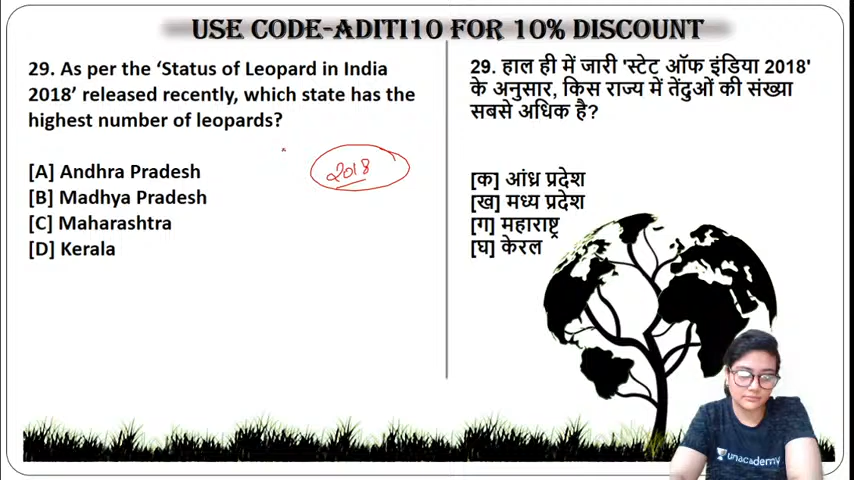 USE CODE-ADITI10 FOR 10% DISCOUNT
29. As per the ‘Status of Leopard in India
2018’ released recently, which state has the
highest number of leopards?
[A] Andhra Pradesh
[B] Madhya Pradesh
[C] Maharashtra
[D] Kerala
2018
29. हाल ही में जारी 'स्टेट ऑफ इंडिया 2018'
के अनुसार, किस राज्य में तेंदुओं की संख्या
सबसे अधिक है?
[क] आंध्र प्रदेश
[ख] मध्य प्रदेश
[ग] महाराष्ट्र
[घ] केरल
unacademy